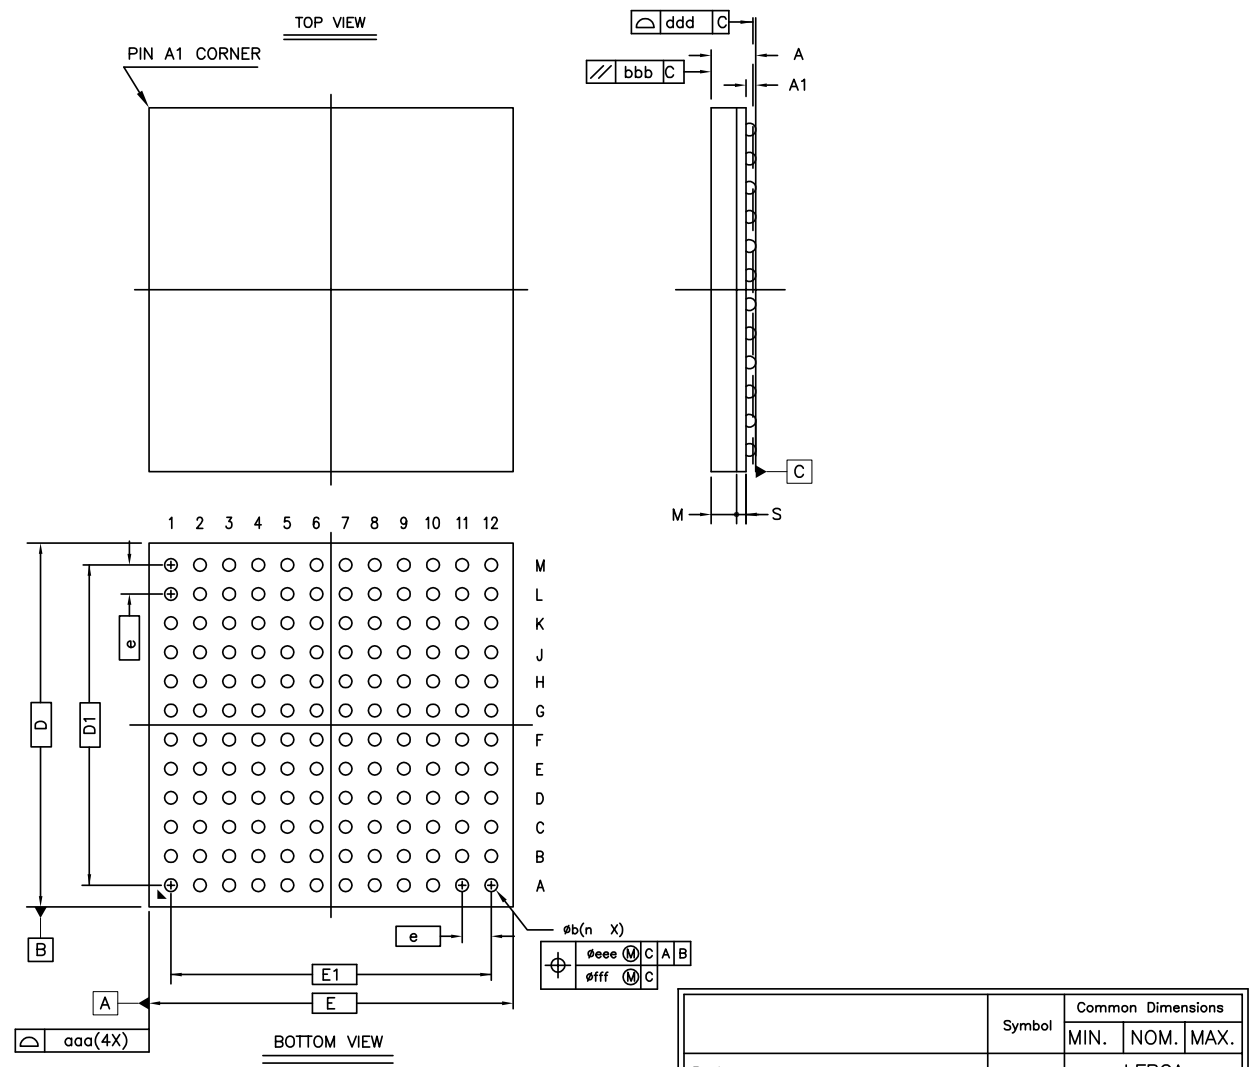 TOP VIEW
PIN A1 CORNER
ddd C
A
bbb C
A1
C
M S
1 2 3 4 5 6 7 8 9 10 11 12
M
L
K
J
H
G
F
E
D
C
B
A
e
D
D1
B
e
E1
E
A
aaa(4X)
øb(n X)
øeee Ⓜ C A B
øfff Ⓜ C
BOTTOM VIEW
Symbol
Common Dimensions
MIN. NOM. MAX.